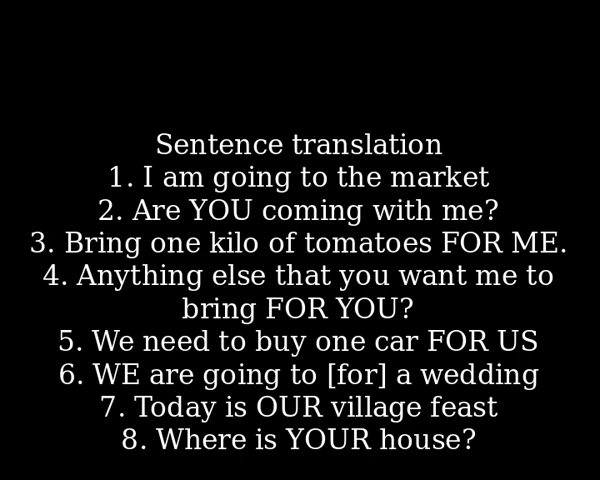 Sentence translation
1. I am going to the market
2. Are YOU coming with me?
3. Bring one kilo of tomatoes FOR ME.
4. Anything else that you want me to
bring FOR YOU?
5. We need to buy one car FOR US
6. WE are going to [for] a wedding
7. Today is OUR village feast
8. Where is YOUR house?